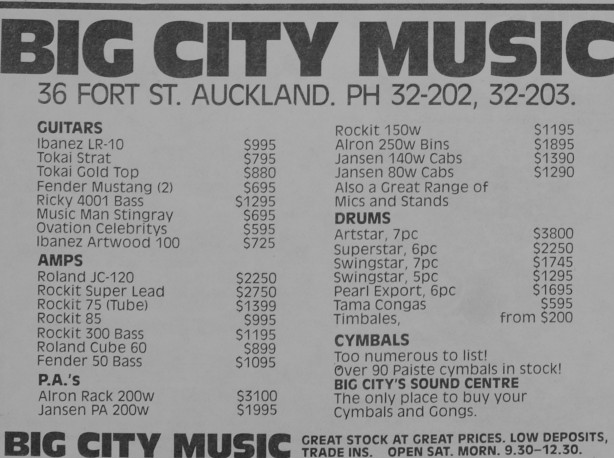 BIG CITY MUSIC
36 FORT ST. AUCKLAND. PH 32-202, 32-203.
GUITARS
Ibanez LR-10 $995
Tokai Strat $795
Tokai Gold Top $880
Fender Mustang (2) $695
Ricky 4001 Bass $1295
Music Man Stingray $695
Ovation Celebritys $595
Ibanez Artwood 100 $725
AMPS
Roland JC-120 $2250
Rockit Super Lead $2750
Rockit 75 (Tube) $1399
Rockit 85 $995
Rockit 300 Bass $1195
Roland Cube 60 $899
Fender 50 Bass $1095
P.A.'s
Alron Rack 200w $3100
Jansen PA 200w $1995
Rockit 150w $1195
Alron 250w Bins $1895
Jansen 140w Cabs $1390
Jansen 80w Cabs $1290
Also a Great Range of
Mics and Stands
DRUMS
Artstar, 7pc $3800
Superstar, 6pc $2250
Swingstar, 7pc $1745
Swingstar, 5pc $1295
Pearl Export, 6pc $1695
Tama Congas $595
Timbales, from $200
CYMBALS
Too numerous to list!
Over 90 Paiste cymbals in stock!
BIG CITY'S SOUND CENTRE
The only place to buy your
Cymbals and Gongs.
BIG CITY MUSIC
GREAT STOCK AT GREAT PRICES. LOW DEPOSITS,
TRADE INS. OPEN SAT. MORN. 9.30–12.30.